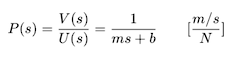 P(s) = V(s)/U(s) = 1/(ms + b) [m/s/N]